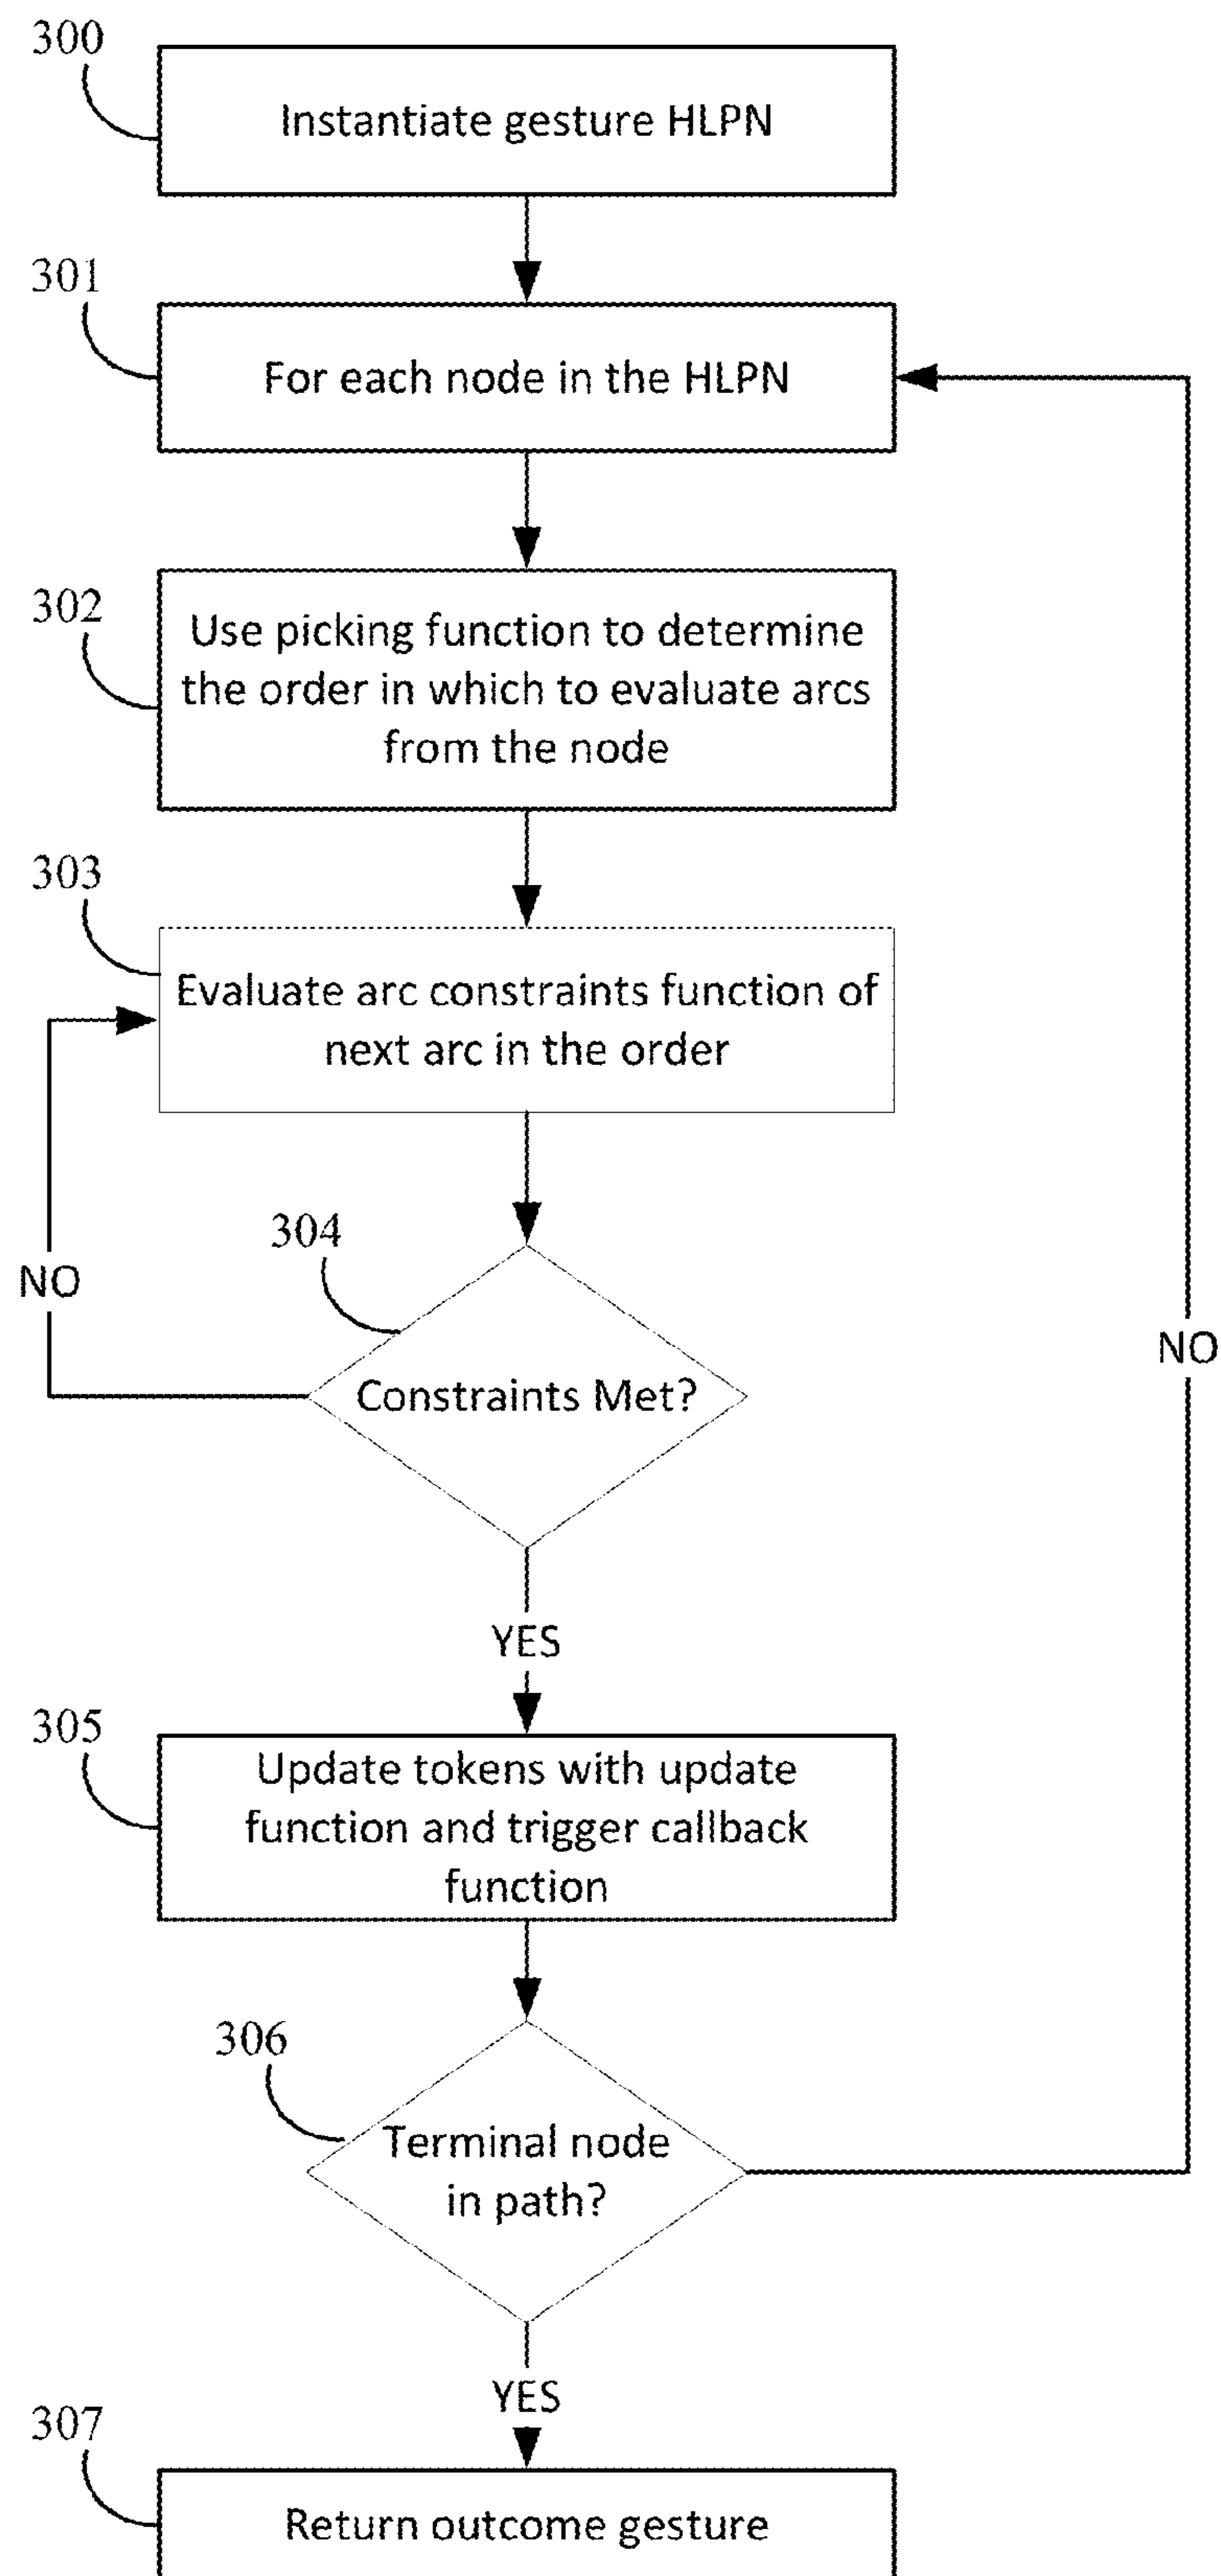 300
Instantiate gesture HLPN
301
For each node in the HLPN
302
Use picking function to determine
the order in which to evaluate arcs
from the node
303
Evaluate arc constraints function of
next arc in the order
304
NO
Constraints Met?
NO
YES
305
Update tokens with update
function and trigger callback
function
306
Terminal node
in path?
YES
307
Return outcome gesture